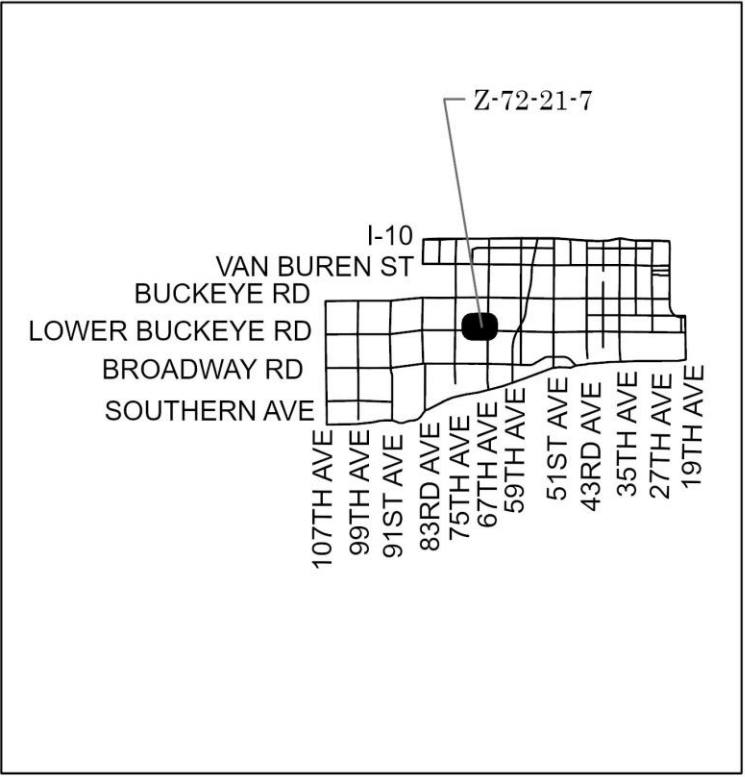 Z-72-21-7
I-10
VAN BUREN ST
BUCKEYE RD
LOWER BUCKEYE RD
BROADWAY RD
SOUTHERN AVE
107TH AVE
99TH AVE
91ST AVE
83RD AVE
75TH AVE
67TH AVE
59TH AVE
51ST AVE
43RD AVE
35TH AVE
27TH AVE
19TH AVE